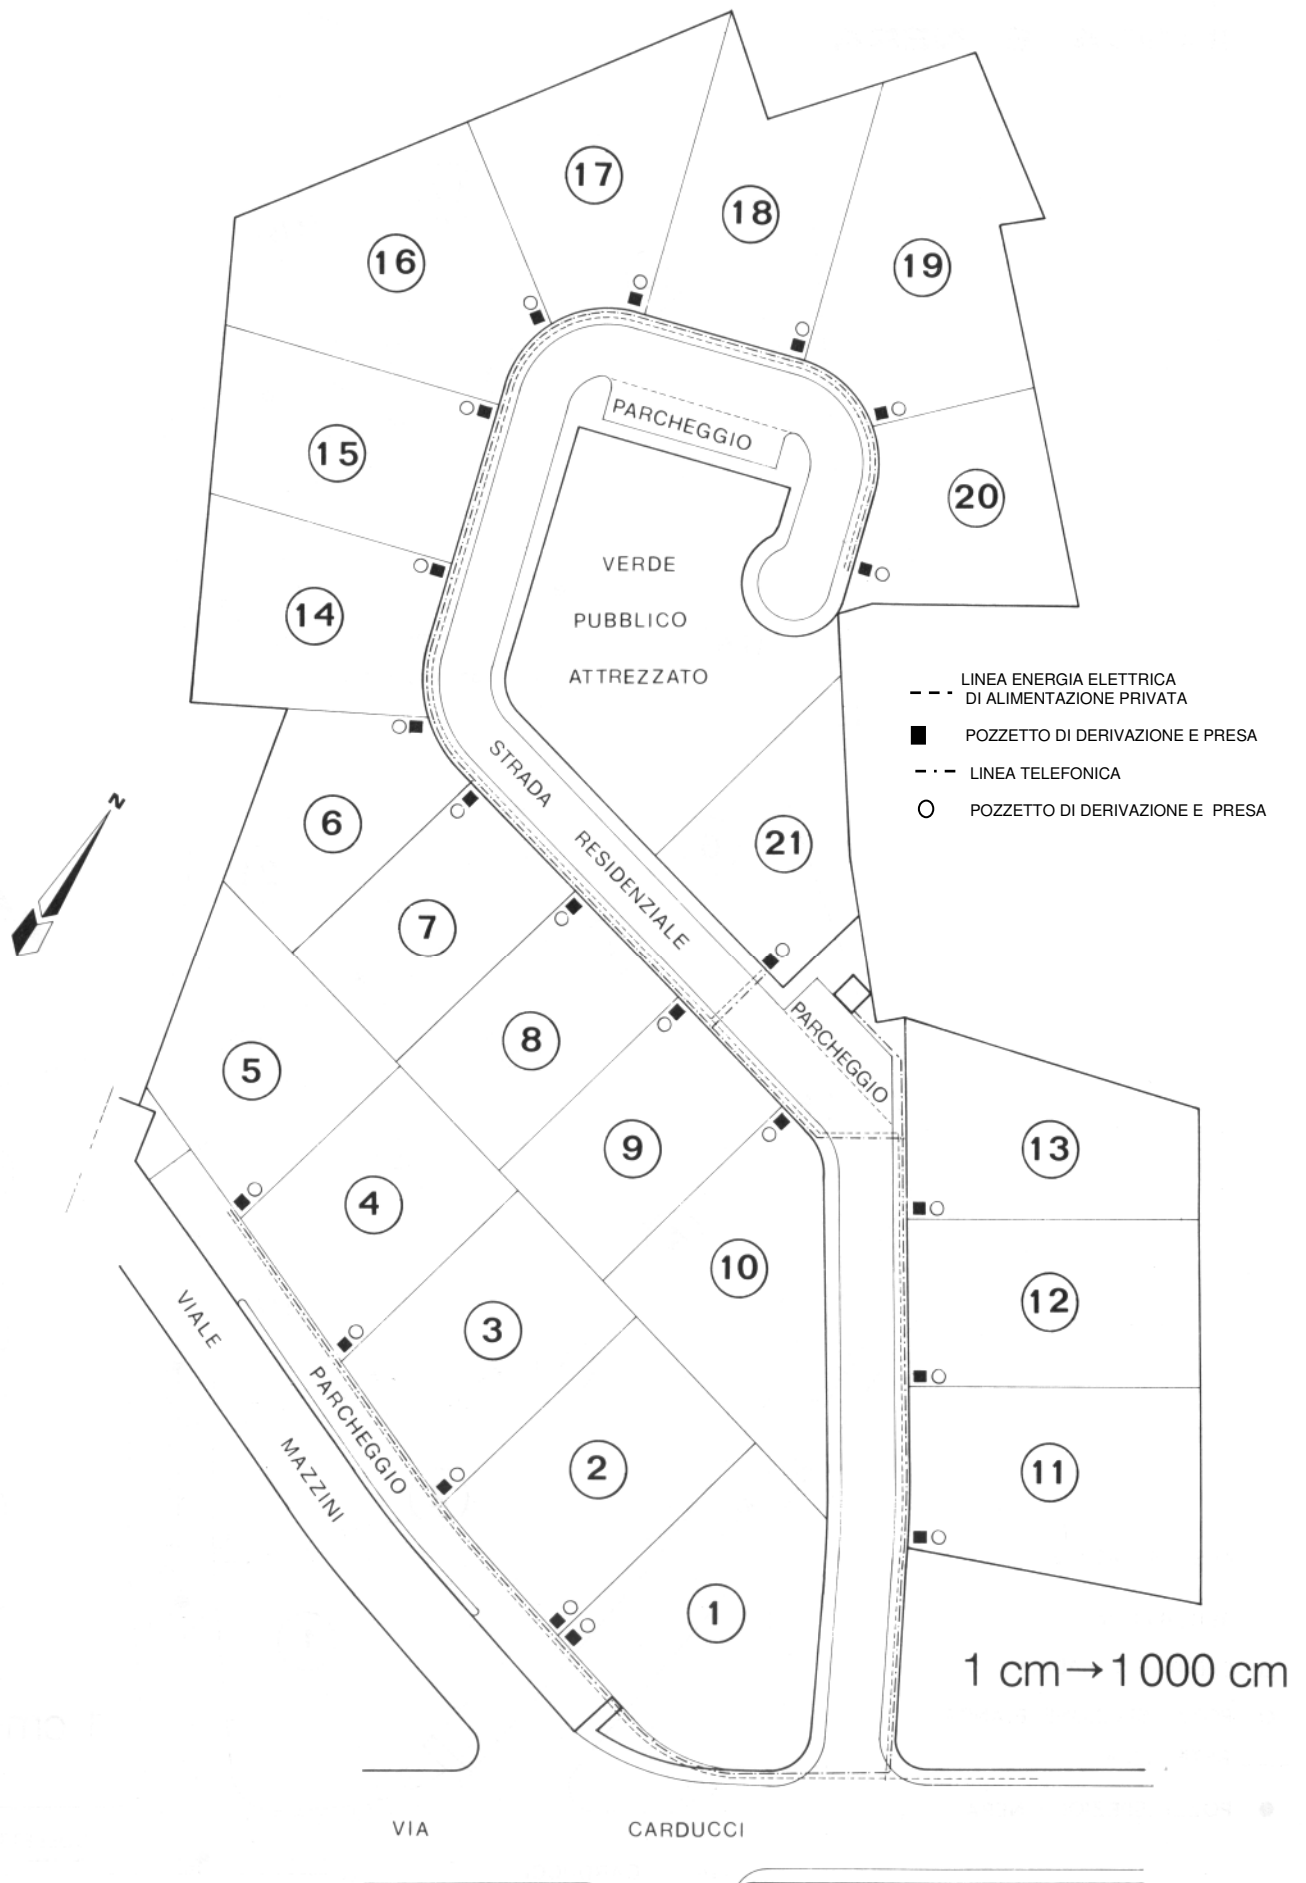 17
18
16
19
PARCHEGGIO
15
20
VERDE
PUBBLICO
ATTREZZATO
14
LINEA ENERGIA ELETTRICA
DI ALIMENTAZIONE PRIVATA
POZZETTO DI DERIVAZIONE E PRESA
LINEA TELEFONICA
POZZETTO DI DERIVAZIONE E PRESA
N
STRADA RESIDENZIALE
6
21
7
8
PARCHEGGIO
5
9
13
4
10
12
3
VIALE MAZZINI
PARCHEGGIO
2
11
1
1 cm→1000 cm
VIA CARDUCCI